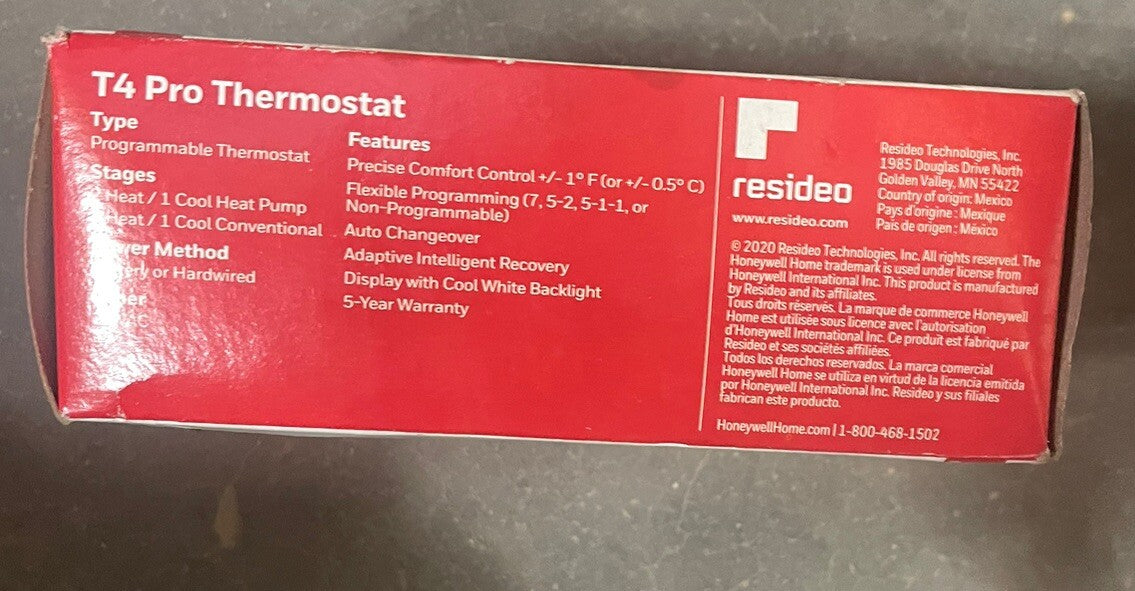 T4 Pro Thermostat
Type
Programmable Thermostat
Stages
Heat / 1 Cool Heat Pump
Heat / 1 Cool Conventional
Method
or Hardwired
Features
Precise Comfort Control +/- 1° F (or +/- 0.5° C)
Flexible Programming (7, 5-2, 5-1-1, or
Non-Programmable)
Auto Changeover
Adaptive Intelligent Recovery
Display with Cool White Backlight
5-Year Warranty
resideo
www.resideo.com
Resideo Technologies, Inc.
1985 Douglas Drive North
Golden Valley, MN 55422
Country of origin: Mexico
Pays d'origine : Mexique
País de origen : México
© 2020 Resideo Technologies, Inc. All rights reserved. The
Honeywell Home trademark is used under license from
Honeywell International Inc. This product is manufactured
by Resideo and its affiliates.
Tous droits réservés. La marque de commerce Honeywell
Home est utilisée sous licence avec l'autorisation
d'Honeywell International Inc. Ce produit est fabriqué par
Resideo et ses sociétés affiliées.
Todos los derechos reservados. La marca comercial
Honeywell Home se utiliza en virtud de la licencia emitida
por Honeywell International Inc. Resideo y sus filiales
fabrican este producto.
HoneywellHome.com | 1-800-468-1502